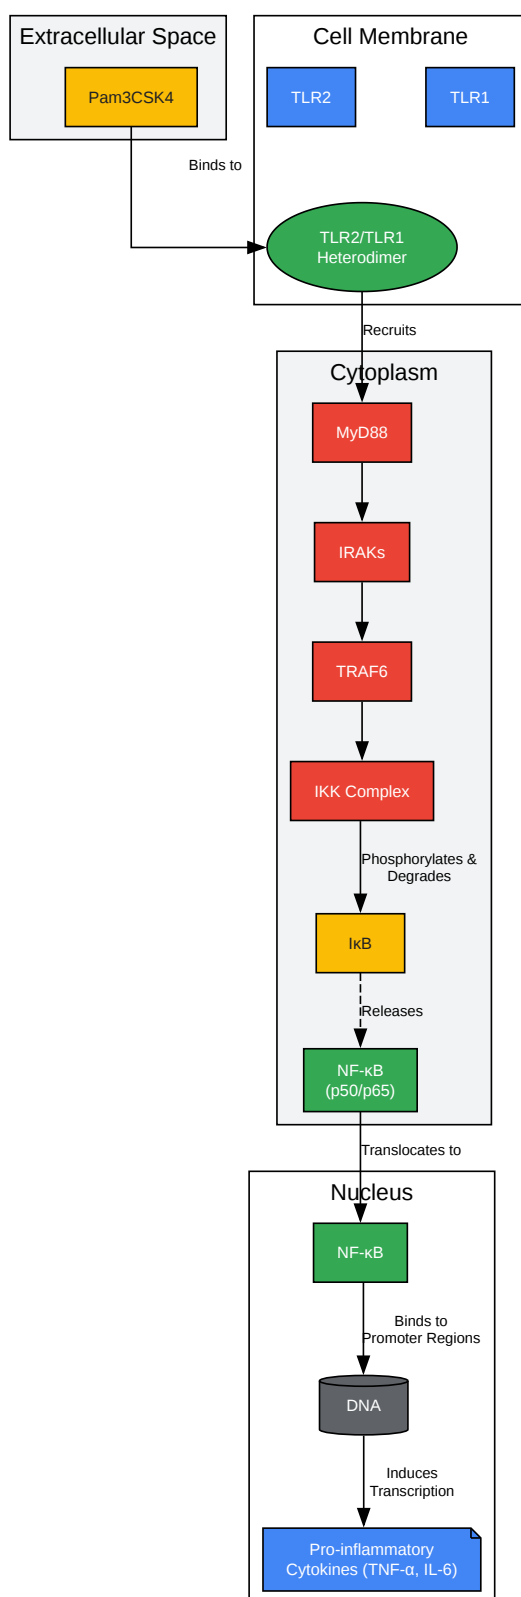 Extracellular Space
Cell Membrane
Pam3CSK4
TLR2
TLR1
Binds to
TLR2/TLR1
Heterodimer
Recruits
Cytoplasm
MyD88
IRAKs
TRAF6
IKK Complex
Phosphorylates &
Degrades
IκB
Releases
NF-κB
(p50/p65)
Translocates to
Nucleus
NF-κB
Binds to
Promoter Regions
DNA
Induces
Transcription
Pro-inflammatory
Cytokines (TNF-α, IL-6)